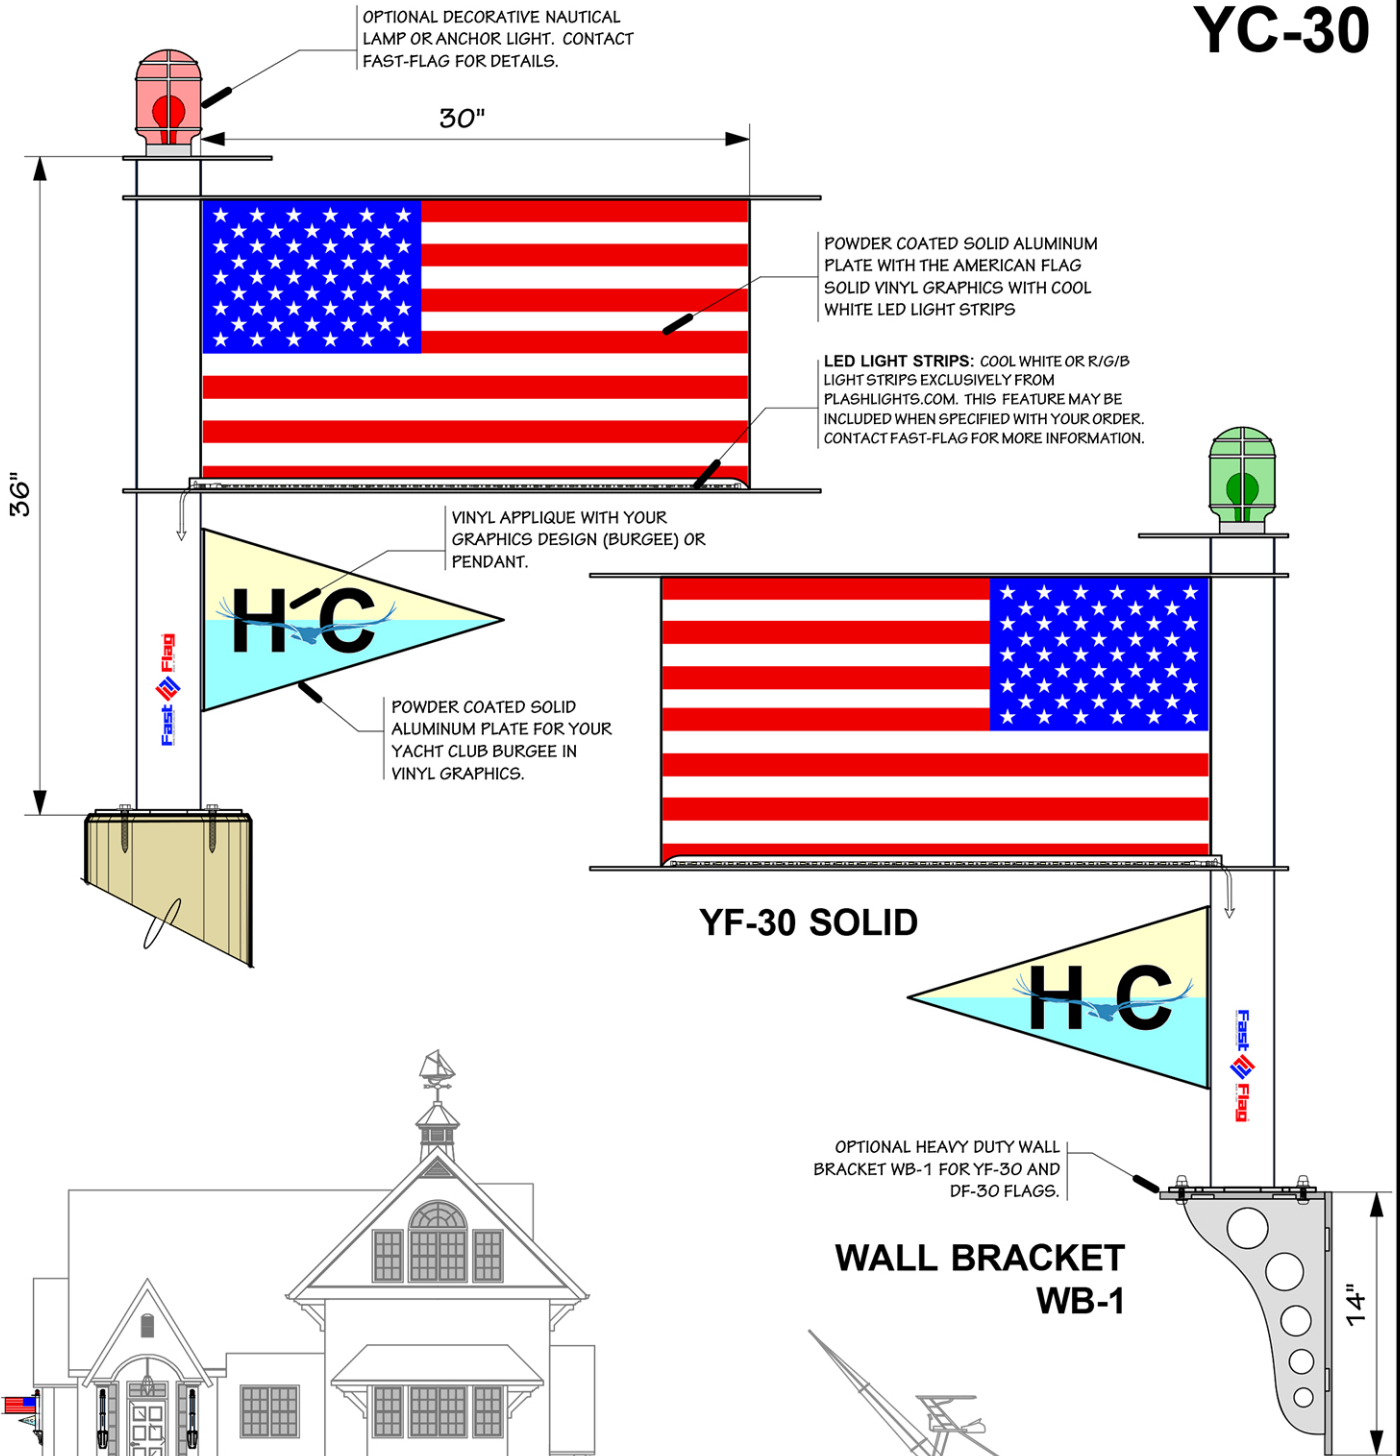 YC-30
OPTIONAL DECORATIVE NAUTICAL
LAMP OR ANCHOR LIGHT. CONTACT
FAST-FLAG FOR DETAILS.
30"
36"
POWDER COATED SOLID ALUMINUM
PLATE WITH THE AMERICAN FLAG
SOLID VINYL GRAPHICS WITH COOL
WHITE LED LIGHT STRIPS
LED LIGHT STRIPS: COOL WHITE OR R/G/B
LIGHT STRIPS EXCLUSIVELY FROM
PLASHLIGHTS.COM. THIS FEATURE MAY BE
INCLUDED WHEN SPECIFIED WITH YOUR ORDER.
CONTACT FAST-FLAG FOR MORE INFORMATION.
VINYL APPLIQUE WITH YOUR
GRAPHICS DESIGN (BURGEE) OR
PENDANT.
H C
Fast Flag
POWDER COATED SOLID
ALUMINUM PLATE FOR YOUR
YACHT CLUB BURGEE IN
VINYL GRAPHICS.
YF-30 SOLID
H C
Fast Flag
OPTIONAL HEAVY DUTY WALL
BRACKET WB-1 FOR YF-30 AND
DF-30 FLAGS.
WALL BRACKET
WB-1
14"